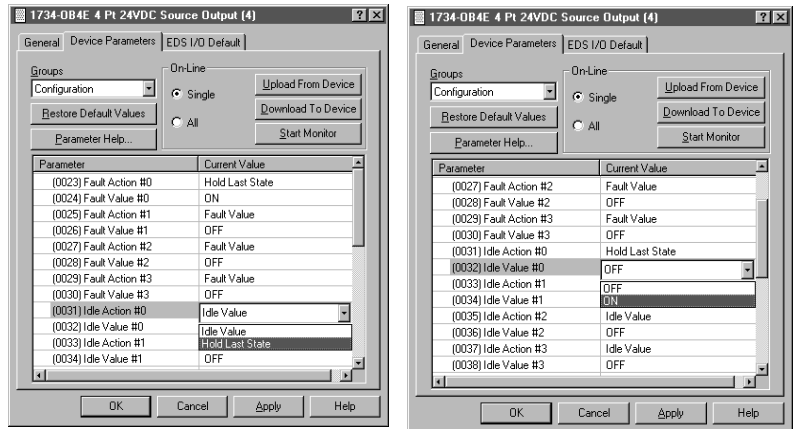 1734-OB4E 4 Pt 24VDC Source Output (4)
General Device Parameters EDS I/O Default
Groups
Configuration
Restore Default Values
Parameter Help...
On-Line
Single
All
Upload From Device
Download To Device
Start Monitor
Parameter Current Value
(0023) Fault Action #0 Hold Last State
(0024) Fault Value #0 ON
(0025) Fault Action #1 Fault Value
(0026) Fault Value #1 OFF
(0027) Fault Action #2 Fault Value
(0028) Fault Value #2 OFF
(0029) Fault Action #3 Fault Value
(0030) Fault Value #3 OFF
(0031) Idle Action #0 Idle Value
(0032) Idle Value #0 Idle Value
(0033) Idle Action #1 Hold Last State
(0034) Idle Value #1 OFF
OK Cancel Apply Help
1734-OB4E 4 Pt 24VDC Source Output (4)
General Device Parameters EDS I/O Default
Groups
Configuration
Restore Default Values
Parameter Help...
On-Line
Single
All
Upload From Device
Download To Device
Start Monitor
Parameter Current Value
(0027) Fault Action #2 Fault Value
(0028) Fault Value #2 OFF
(0029) Fault Action #3 Fault Value
(0030) Fault Value #3 OFF
(0031) Idle Action #0 Hold Last State
(0032) Idle Value #0 OFF
(0033) Idle Action #1 OFF
(0034) Idle Value #1 ON
(0035) Idle Action #2 Idle Value
(0036) Idle Value #2 OFF
(0037) Idle Action #3 Idle Value
(0038) Idle Value #3 OFF
OK Cancel Apply Help